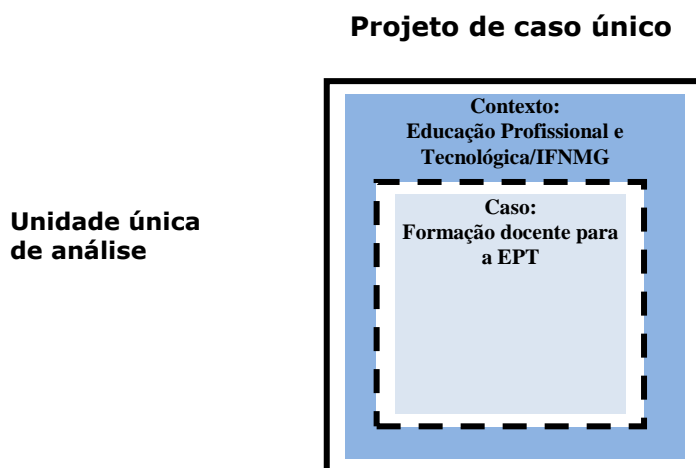 Projeto de caso único
Contexto:
Educação Profissional e
Tecnológica/IFNMG
Unidade única
de análise
Caso:
Formação docente para
a EPT